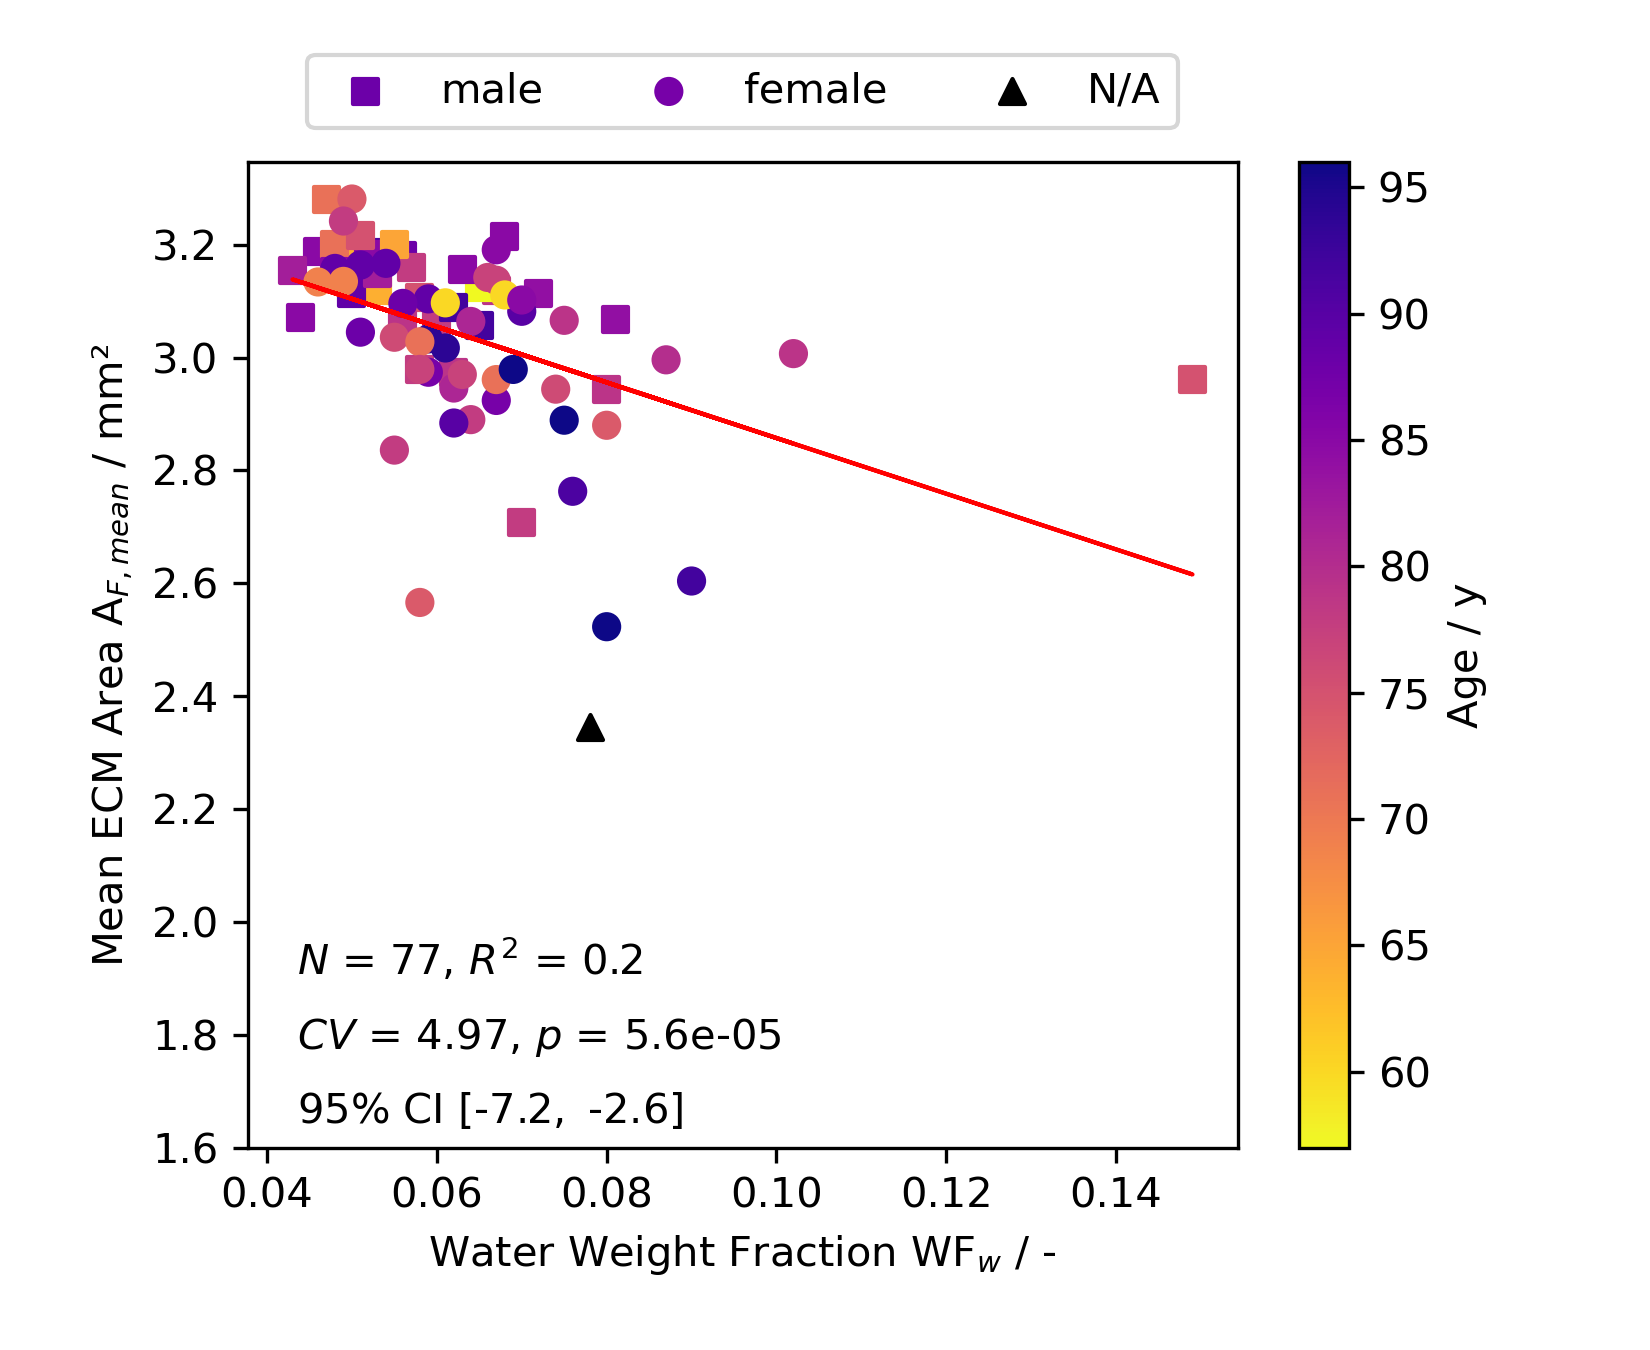 male female N/A
3.2
3.0
2.8
2.6
2.4
2.2
2.0
1.8
1.6
Mean ECM Area A_F,mean / mm²
N = 77, R² = 0.2
CV = 4.97, p = 5.6e-05
95% CI [-7.2, -2.6]
0.04 0.06 0.08 0.10 0.12 0.14
Water Weight Fraction WF_w / -
95
90
85
80
75
70
65
60
Age / y